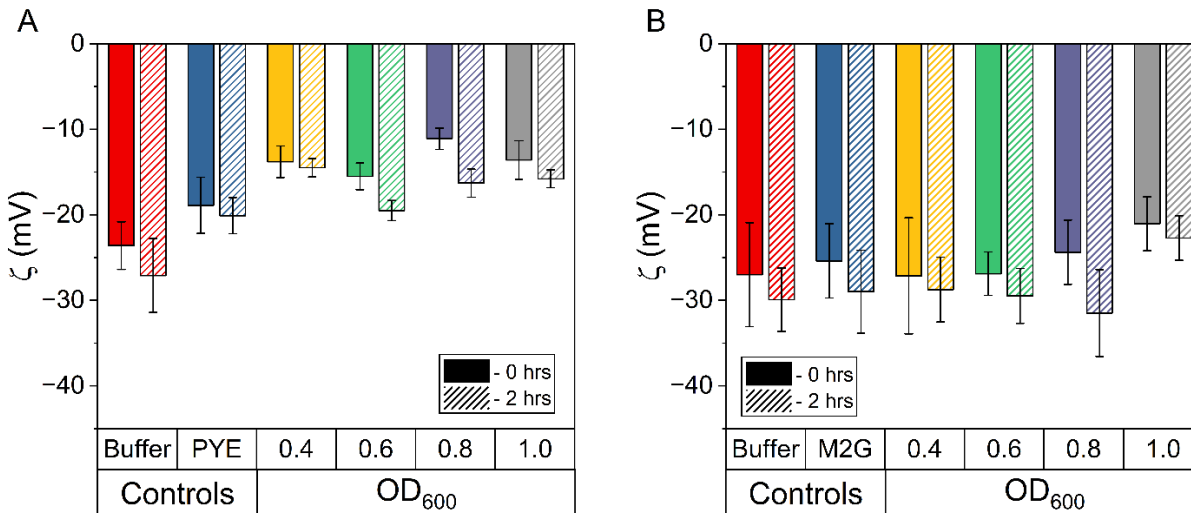 A
ζ (mV)
0
−10
−20
−30
−40
- 0 hrs
- 2 hrs
Buffer PYE 0.4 0.6 0.8 1.0
Controls OD600
B
ζ (mV)
0
−10
−20
−30
−40
- 0 hrs
- 2 hrs
Buffer M2G 0.4 0.6 0.8 1.0
Controls OD600